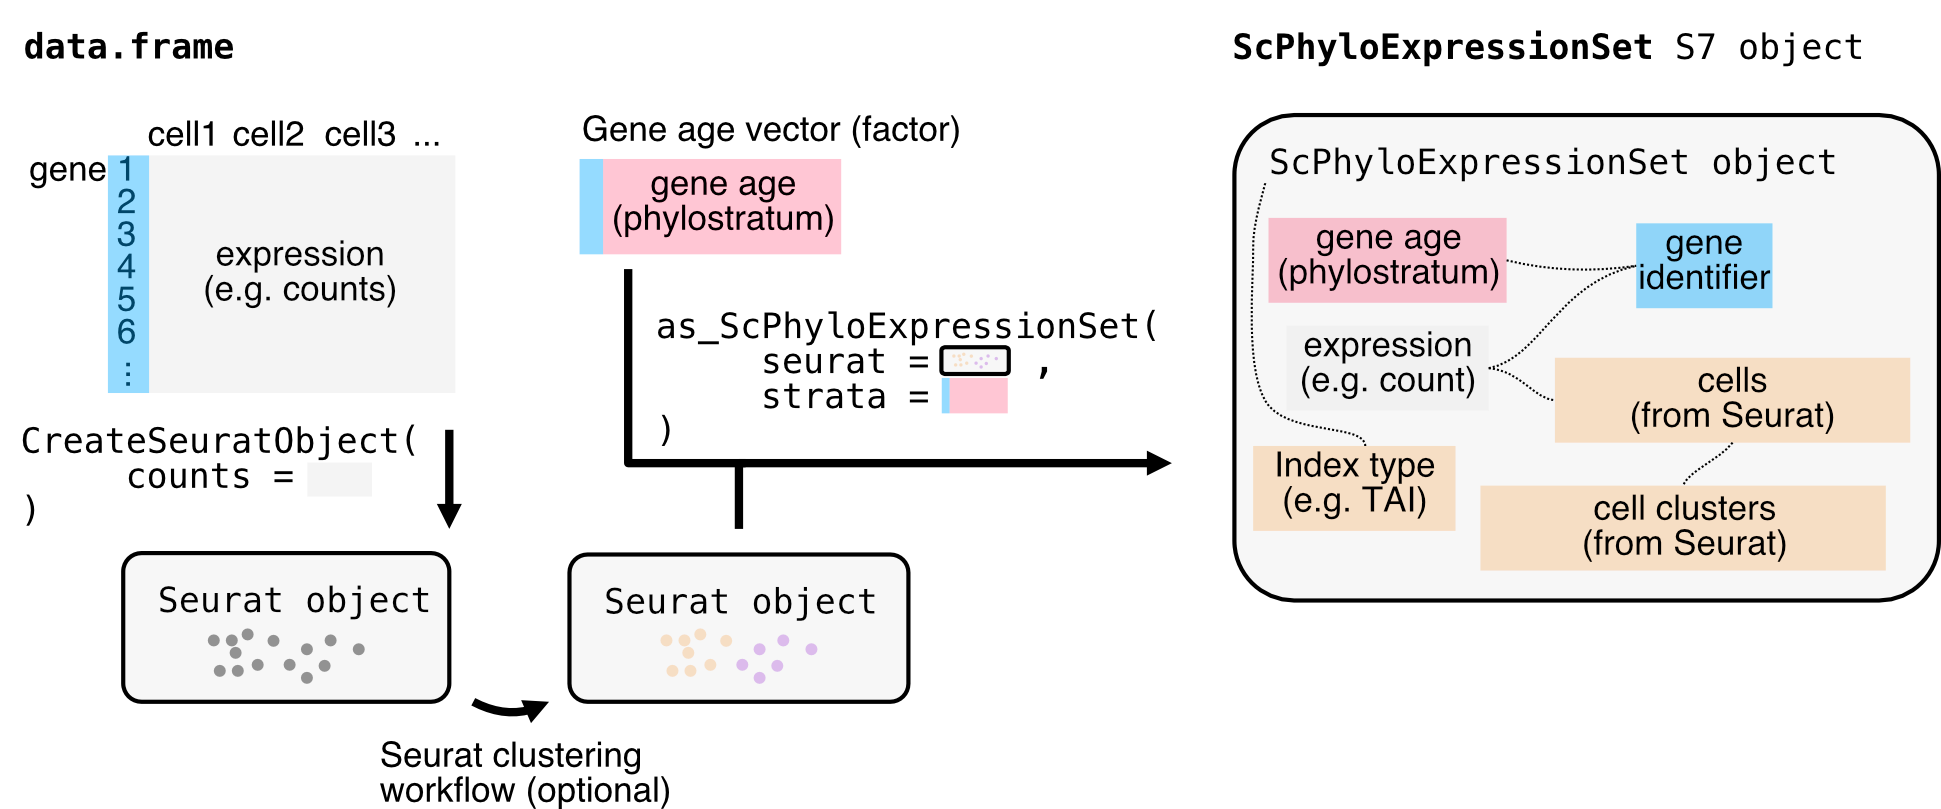 data.frame
cell1 cell2 cell3 ...
gene 1
2
3
4
5
6
...
expression
(e.g. counts)
CreateSeuratObject(
counts =
)
Seurat object
Seurat clustering
workflow (optional)
Gene age vector (factor)
gene age
(phylostratum)
as_ScPhyloExpressionSet(
seurat = ,
strata =
)
Seurat object
ScPhyloExpressionSet S7 object
ScPhyloExpressionSet object
gene age
(phylostratum)
gene
identifier
expression
(e.g. count)
cells
(from Seurat)
Index type
(e.g. TAI)
cell clusters
(from Seurat)